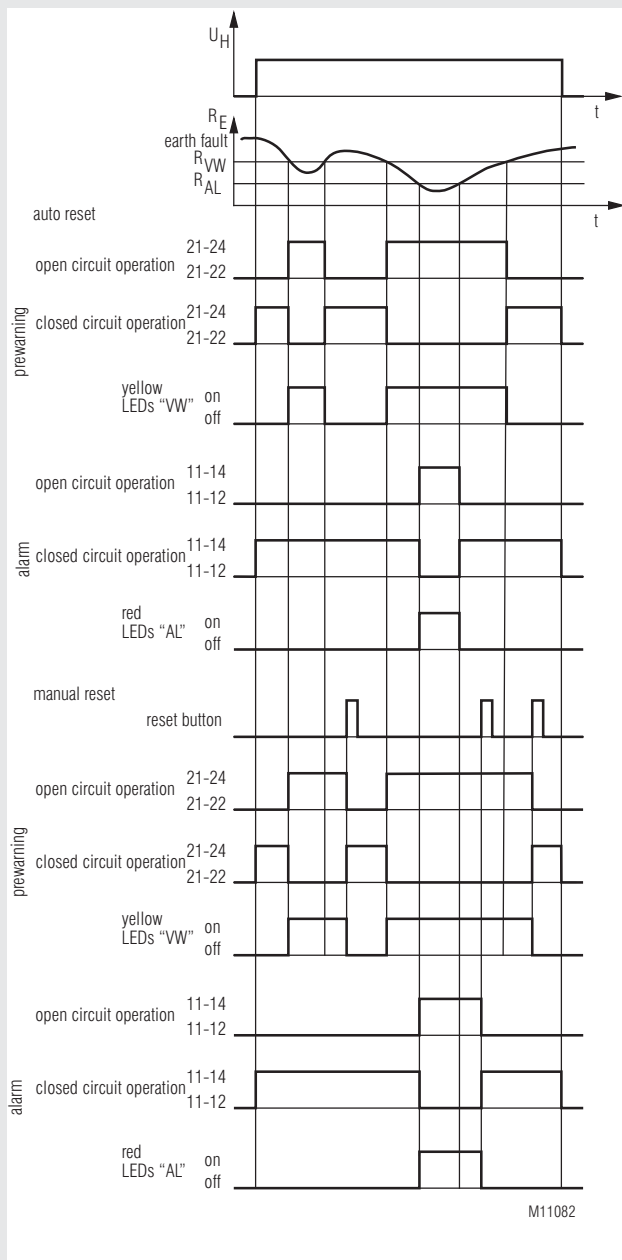 U_H
t
R_E
earth fault
R_VW
R_AL
t
auto reset
prewarning
open circuit operation 21-24
21-22
closed circuit operation 21-24
21-22
yellow
LEDs "VW" on
off
alarm
open circuit operation 11-14
11-12
closed circuit operation 11-14
11-12
red
LEDs "AL" on
off
manual reset
reset button
prewarning
open circuit operation 21-24
21-22
closed circuit operation 21-24
21-22
yellow
LEDs "VW" on
off
alarm
open circuit operation 11-14
11-12
closed circuit operation 11-14
11-12
red
LEDs "AL" on
off
M11082